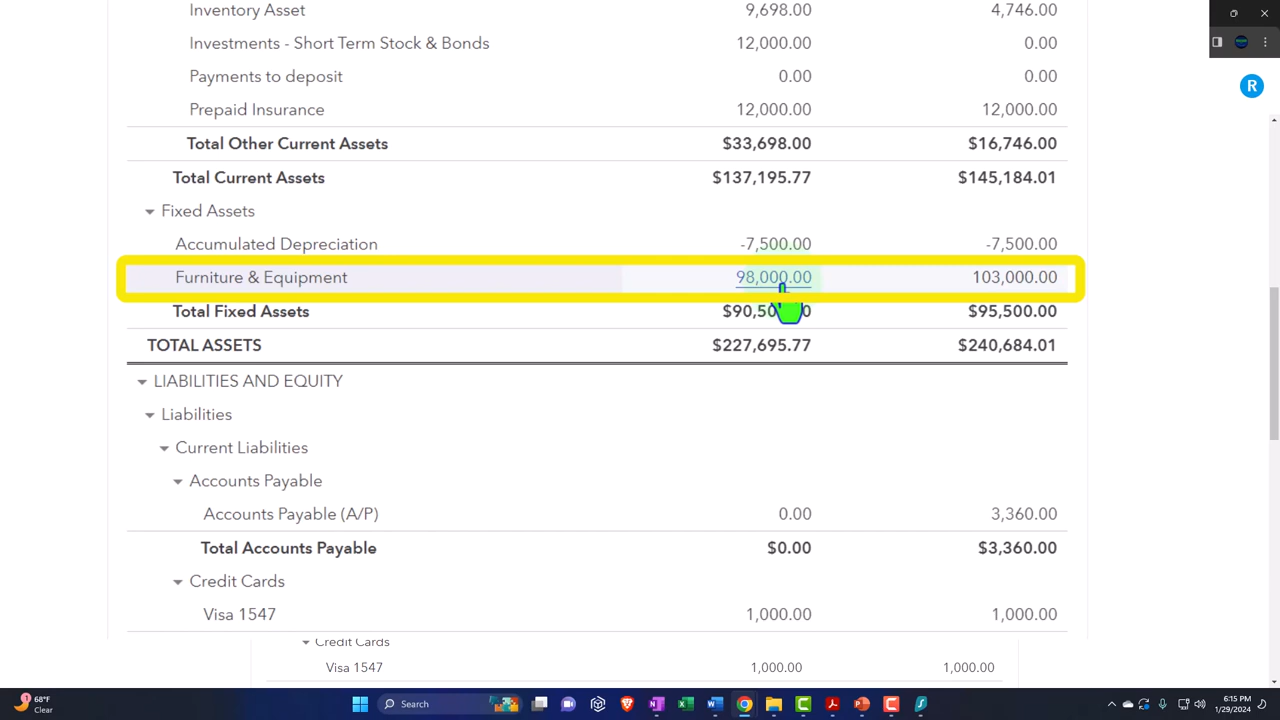 Inventory Asset 9,698.00 4,746.00
Investments - Short Term Stock & Bonds 12,000.00 0.00
Payments to deposit 0.00 0.00
Prepaid Insurance 12,000.00 12,000.00
Total Other Current Assets $33,698.00 $16,746.00
Total Current Assets $137,195.77 $145,184.01
R
Fixed Assets
Accumulated Depreciation -7,500.00 -7,500.00
Furniture & Equipment 98,000.00 103,000.00
Total Fixed Assets $95,500.00
TOTAL ASSETS $227,695.77 $240,684.01
LIABILITIES AND EQUITY
Liabilities
Current Liabilities
Accounts Payable
Accounts Payable (A/P) 0.00 3,360.00
Total Accounts Payable $0.00 $3,360.00
Credit Cards
Visa 1547 1,000.00 1,000.00
Credit Cards
Visa 1547 1,000.00 1,000.00
68°F
Clear
Search
6:15 PM
1/29/2024